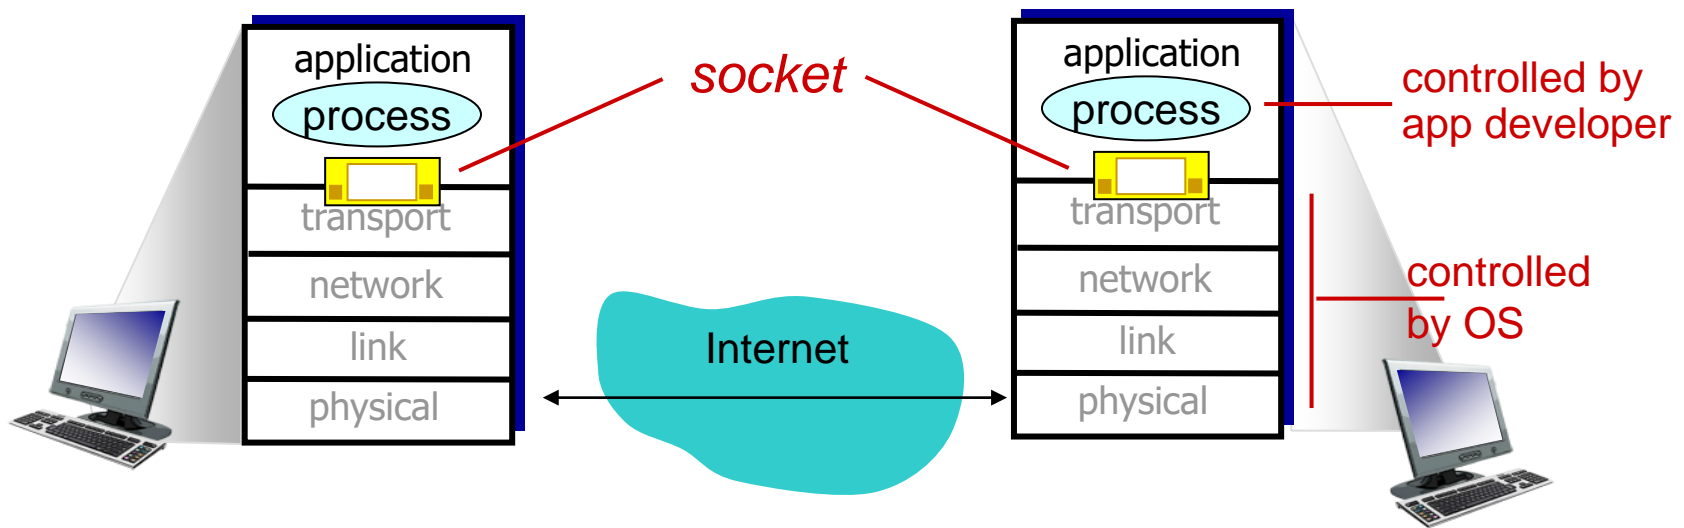 application
process
transport
network
link
physical
socket
Internet
application
process
transport
network
link
physical
controlled by
app developer
controlled
by OS